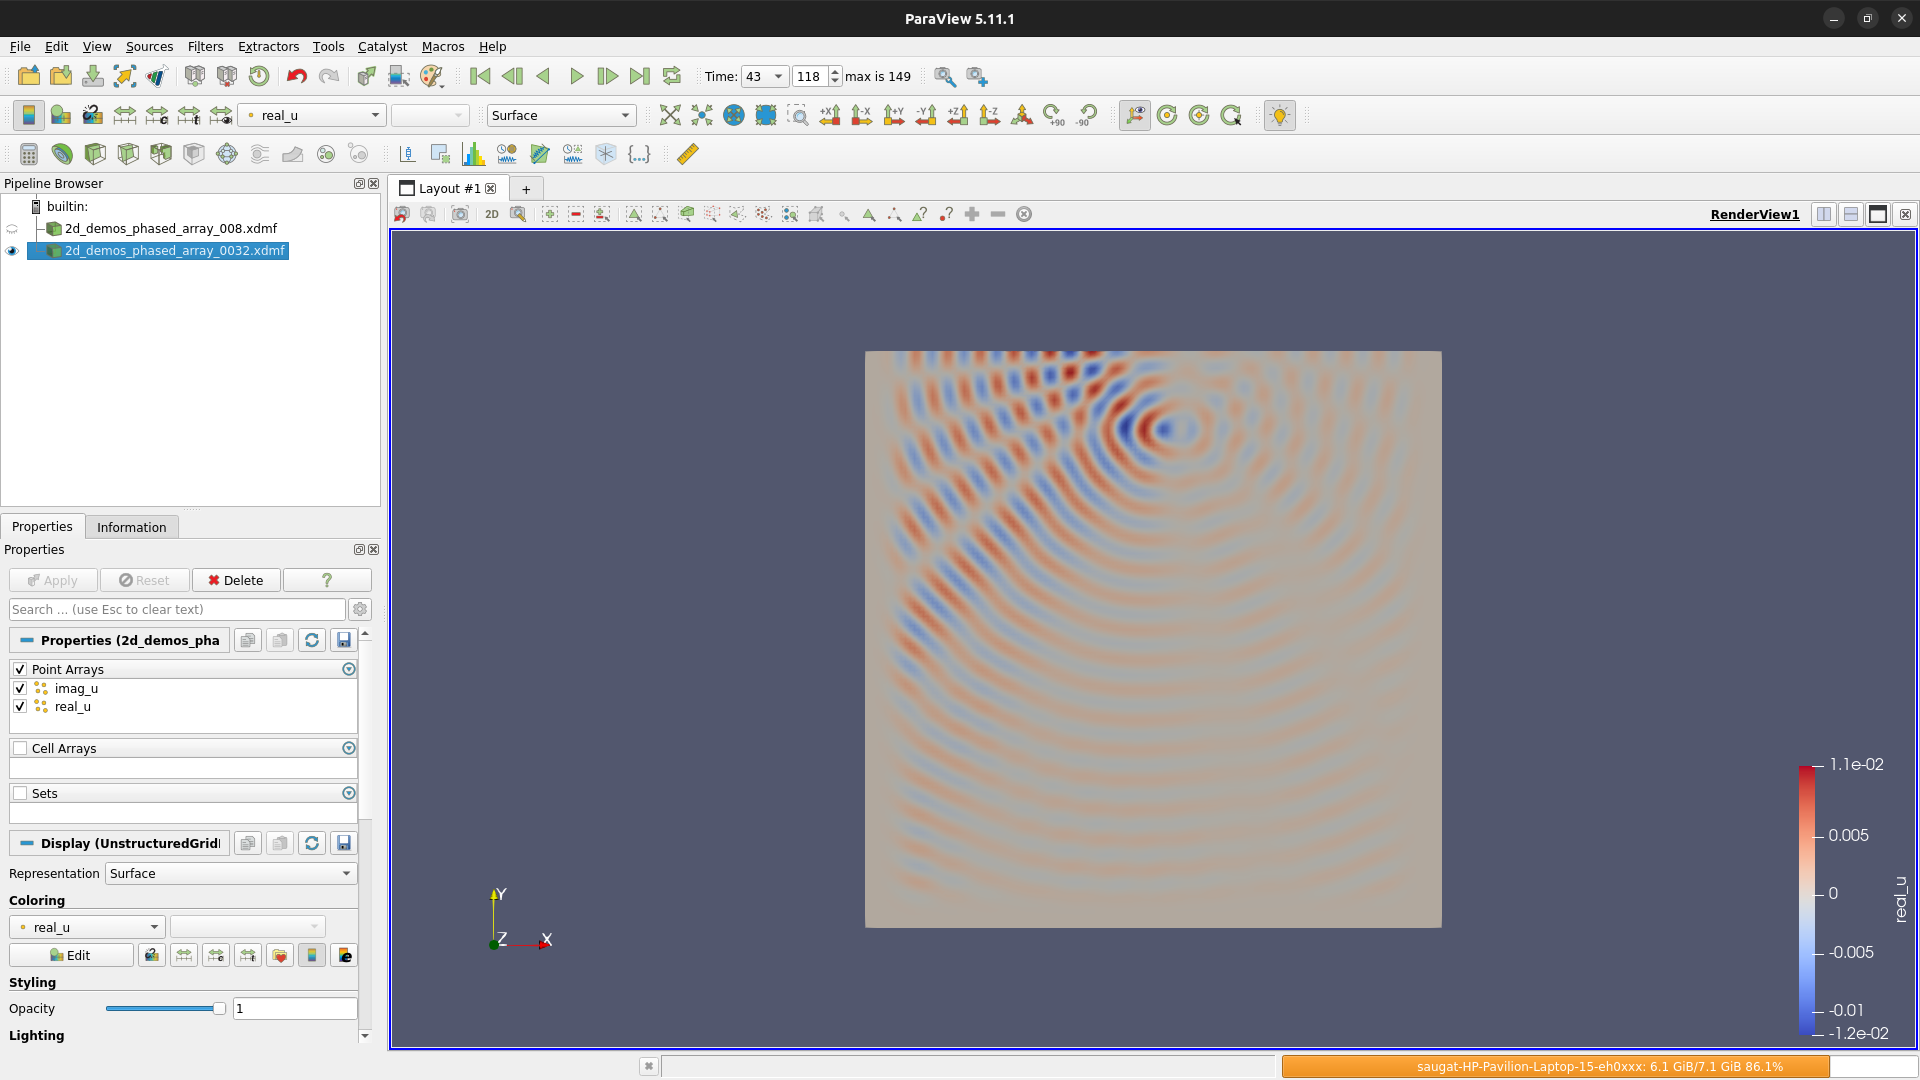 ParaView 5.11.1
File Edit View Sources Filters Extractors Tools Catalyst Macros Help
Time: 43 118 max is 149
real_u Surface +X -X +Y -Y +Z -Z +90 -90
Pipeline Browser
Layout #1
+
builtin:
2D
RenderView1
2d_demos_phased_array_008.xdmf
2d_demos_phased_array_0032.xdmf
Properties Information
Properties
Apply Reset Delete ?
Search ... (use Esc to clear text)
Properties (2d_demos_pha
Point Arrays
imag_u
real_u
Cell Arrays
Sets
Display (UnstructuredGrid
Representation Surface
Coloring
real_u
Edit
Styling
Opacity 1
Lighting
Y
Z X
1.1e-02
0.005
0
-0.005
-0.01
-1.2e-02
real_u
saugat-HP-Pavilion-Laptop-15-eh0xxx: 6.1 GiB/7.1 GiB 86.1%